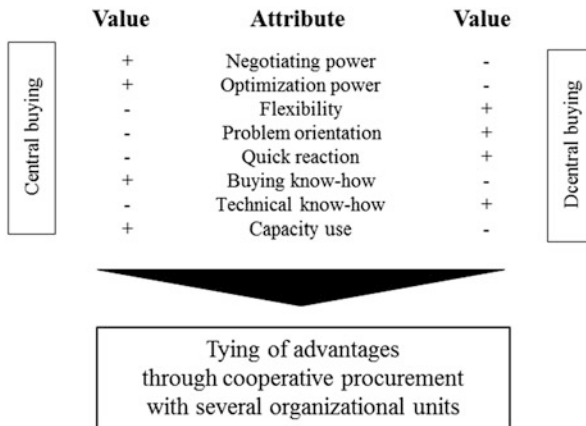 Value Attribute Value
Central buying
+ Negotiating power -
+ Optimization power -
- Flexibility +
- Problem orientation +
- Quick reaction +
+ Buying know-how -
- Technical know-how +
+ Capacity use -
Dcentral buying
Tying of advantages
through cooperative procurement
with several organizational units